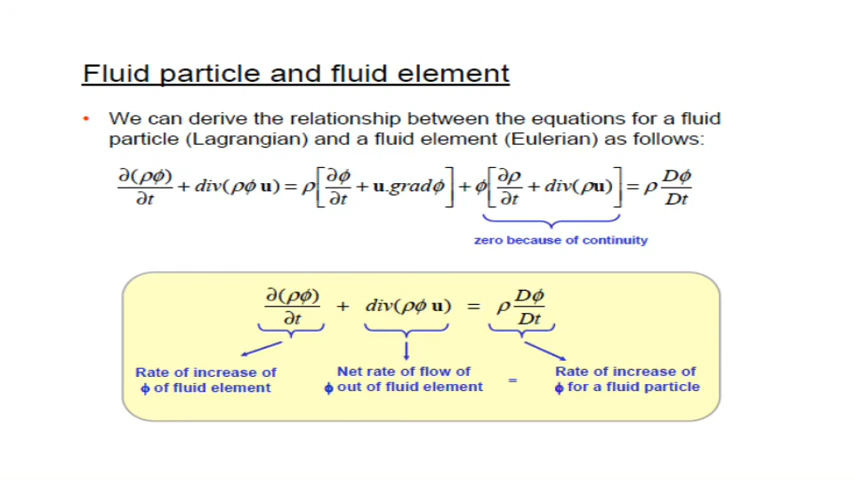 Fluid particle and fluid element
• We can derive the relationship between the equations for a fluid
particle (Lagrangian) and a fluid element (Eulerian) as follows:
∂(ρϕ)/∂t + div(ρϕ u) = ρ[∂ϕ/∂t + u.gradϕ] + ϕ[∂ρ/∂t + div(ρu)] = ρ Dϕ/Dt
zero because of continuity
∂(ρϕ)/∂t + div(ρϕ u) = ρ Dϕ/Dt
Rate of increase of
ϕ of fluid element
Net rate of flow of
ϕ out of fluid element
=
Rate of increase of
ϕ for a fluid particle